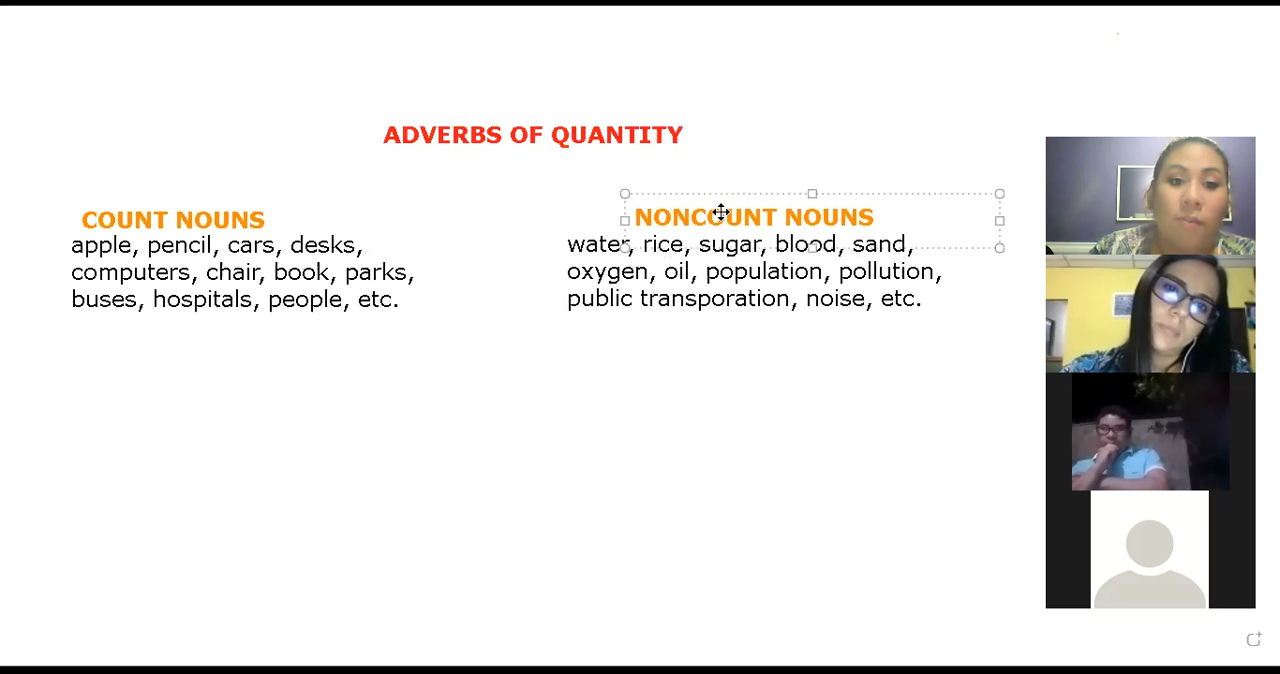 ADVERBS OF QUANTITY
COUNT NOUNS
apple, pencil, cars, desks,
computers, chair, book, parks,
buses, hospitals, people, etc.
NONCOUNT NOUNS
water, rice, sugar, blood, sand,
oxygen, oil, population, pollution,
public transporation, noise, etc.